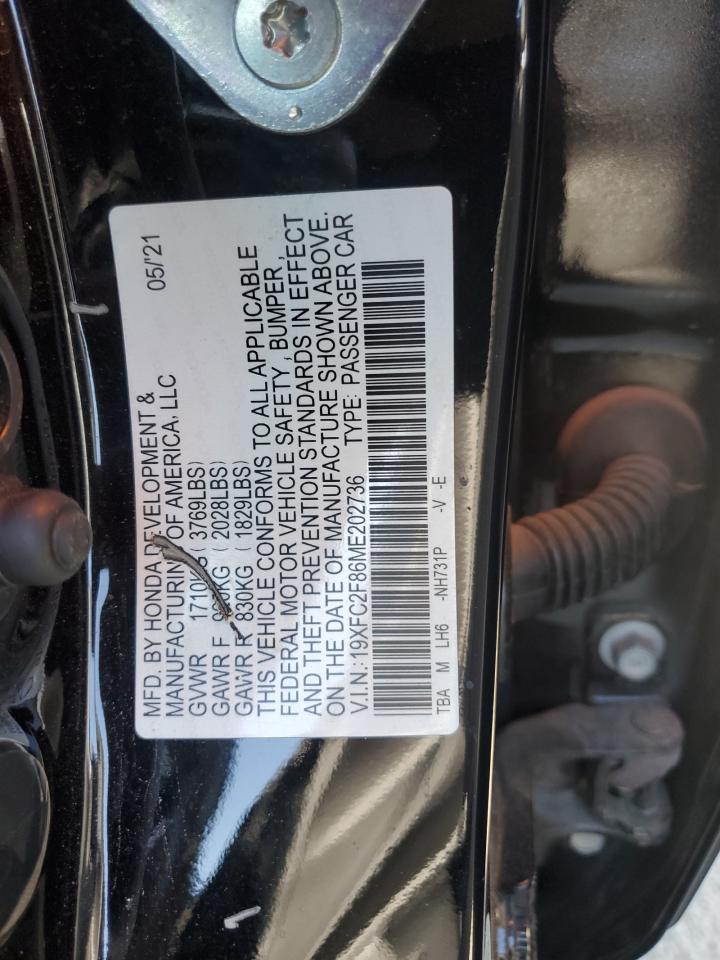 MFD. BY HONDA DEVELOPMENT & 05/'21
MANUFACTURING OF AMERICA, LLC
GVWR 1710KG (3769LBS)
GAWR F (2028LBS)
GAWR R 830KG (1829LBS)
THIS VEHICLE CONFORMS TO ALL APPLICABLE
FEDERAL MOTOR VEHICLE SAFETY, BUMPER,
AND THEFT PREVENTION STANDARDS IN EFFECT
ON THE DATE OF MANUFACTURE SHOWN ABOVE.
V.I.N.:19XFC2F86ME202736 TYPE: PASSENGER CAR
TBA M LH6 -NH731P -V -E